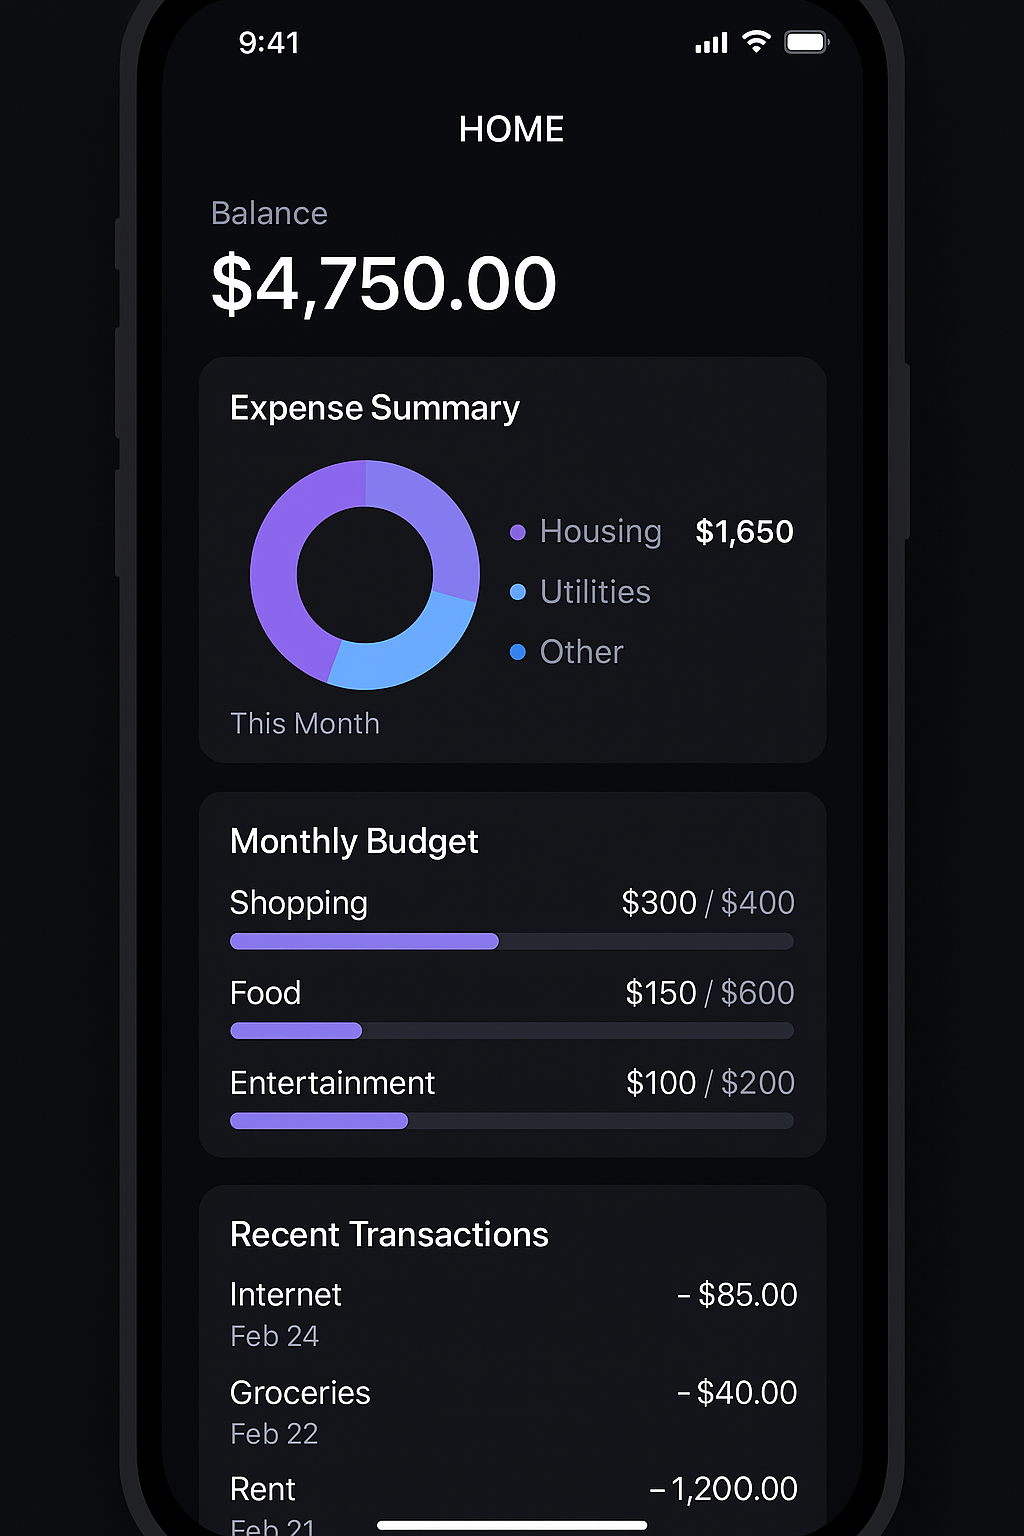 9:41
HOME
Balance
$4,750.00
Expense Summary
Housing $1,650
Utilities
Other
This Month
Monthly Budget
Shopping $300 / $400
Food $150 / $600
Entertainment $100 / $200
Recent Transactions
Internet - $85.00
Feb 24
Groceries - $40.00
Feb 22
Rent - 1,200.00
Feb 21